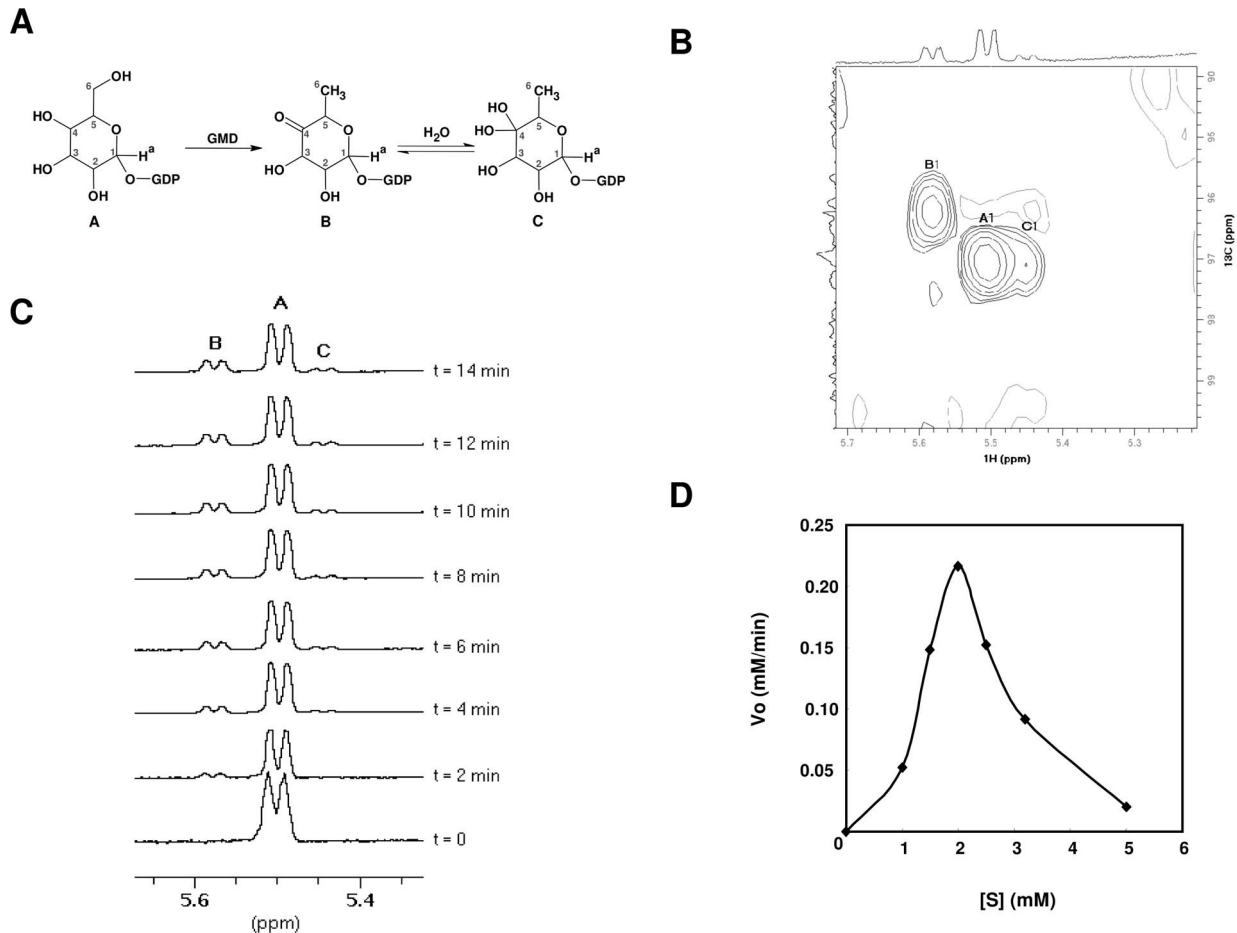 A
OH
6
HO
4
5
O
HO
3
2
1
Hᵃ
OH
O—GDP
A
GMD
6
CH₃
O
4
5
O
HO
3
2
1
Hᵃ
OH
O—GDP
B
H₂O
6
CH₃
HO
HO
4
5
O
HO
3
2
1
Hᵃ
OH
O—GDP
C
B
B1
A1
C1
90
95
96
97
98
99
13C (ppm)
5.7 5.6 5.5 5.4 5.3
1H (ppm)
C
A
B
C
t = 14 min
t = 12 min
t = 10 min
t = 8 min
t = 6 min
t = 4 min
t = 2 min
t = 0
5.6 5.4
(ppm)
D
0.25
0.20
0.15
0.10
0.05
0 1 2 3 4 5 6
Vo (mM/min)
[S] (mM)